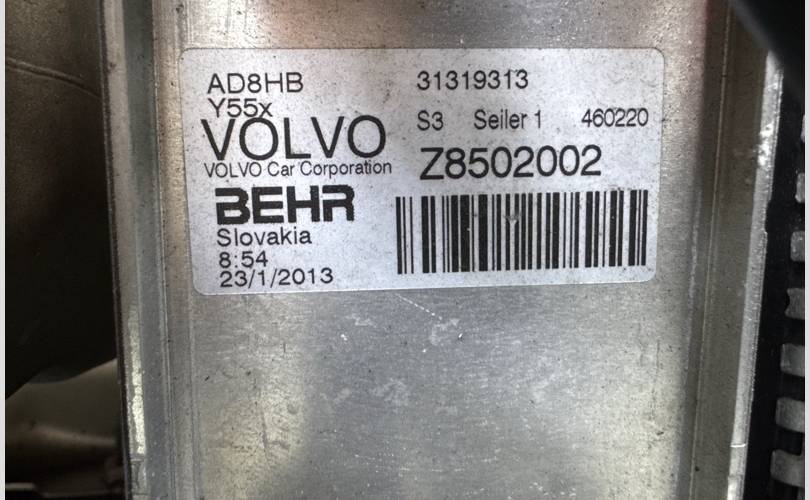 AD8HB 31319313
Y55x
S3 Seiler 1 460220
VOLVO
VOLVO Car Corporation
Z8502002
BEHR
Slovakia
8:54
23/1/2013